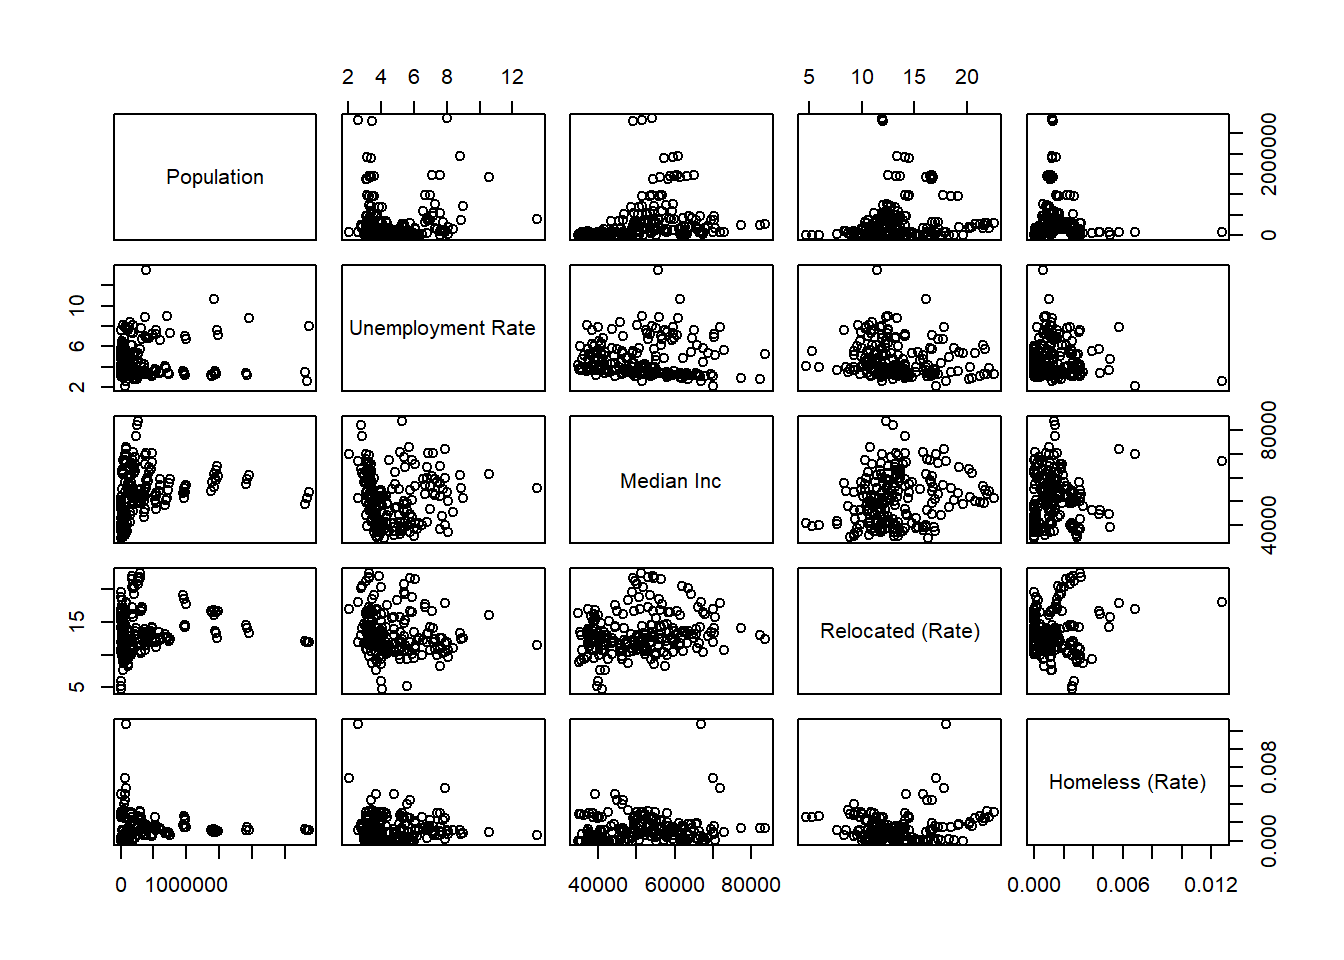 2 4 6 8 12
5 10 15 20
Population
0 2000000
2 6 10
Unemployment Rate
Median Inc
40000 80000
5 15
Relocated (Rate)
Homeless (Rate)
0.000 0.008
0 1000000
40000 60000 80000
0.000 0.006 0.012